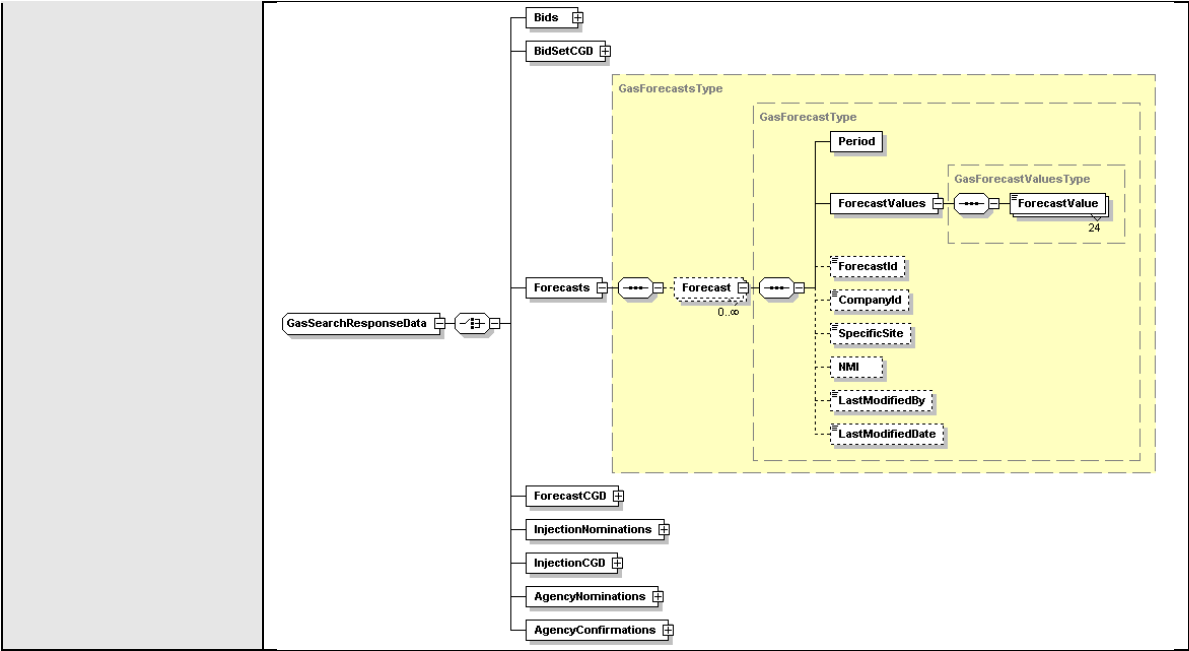 Bids
BidSetCGD
GasForecastsType
GasForecastType
Period
GasForecastValuesType
ForecastValues
ForecastValue
24
ForecastId
Forecasts
Forecast
0..∞
CompanyId
GasSearchResponseData
SpecificSite
NMI
LastModifiedBy
LastModifiedDate
ForecastCGD
InjectionNominations
InjectionCGD
AgencyNominations
AgencyConfirmations